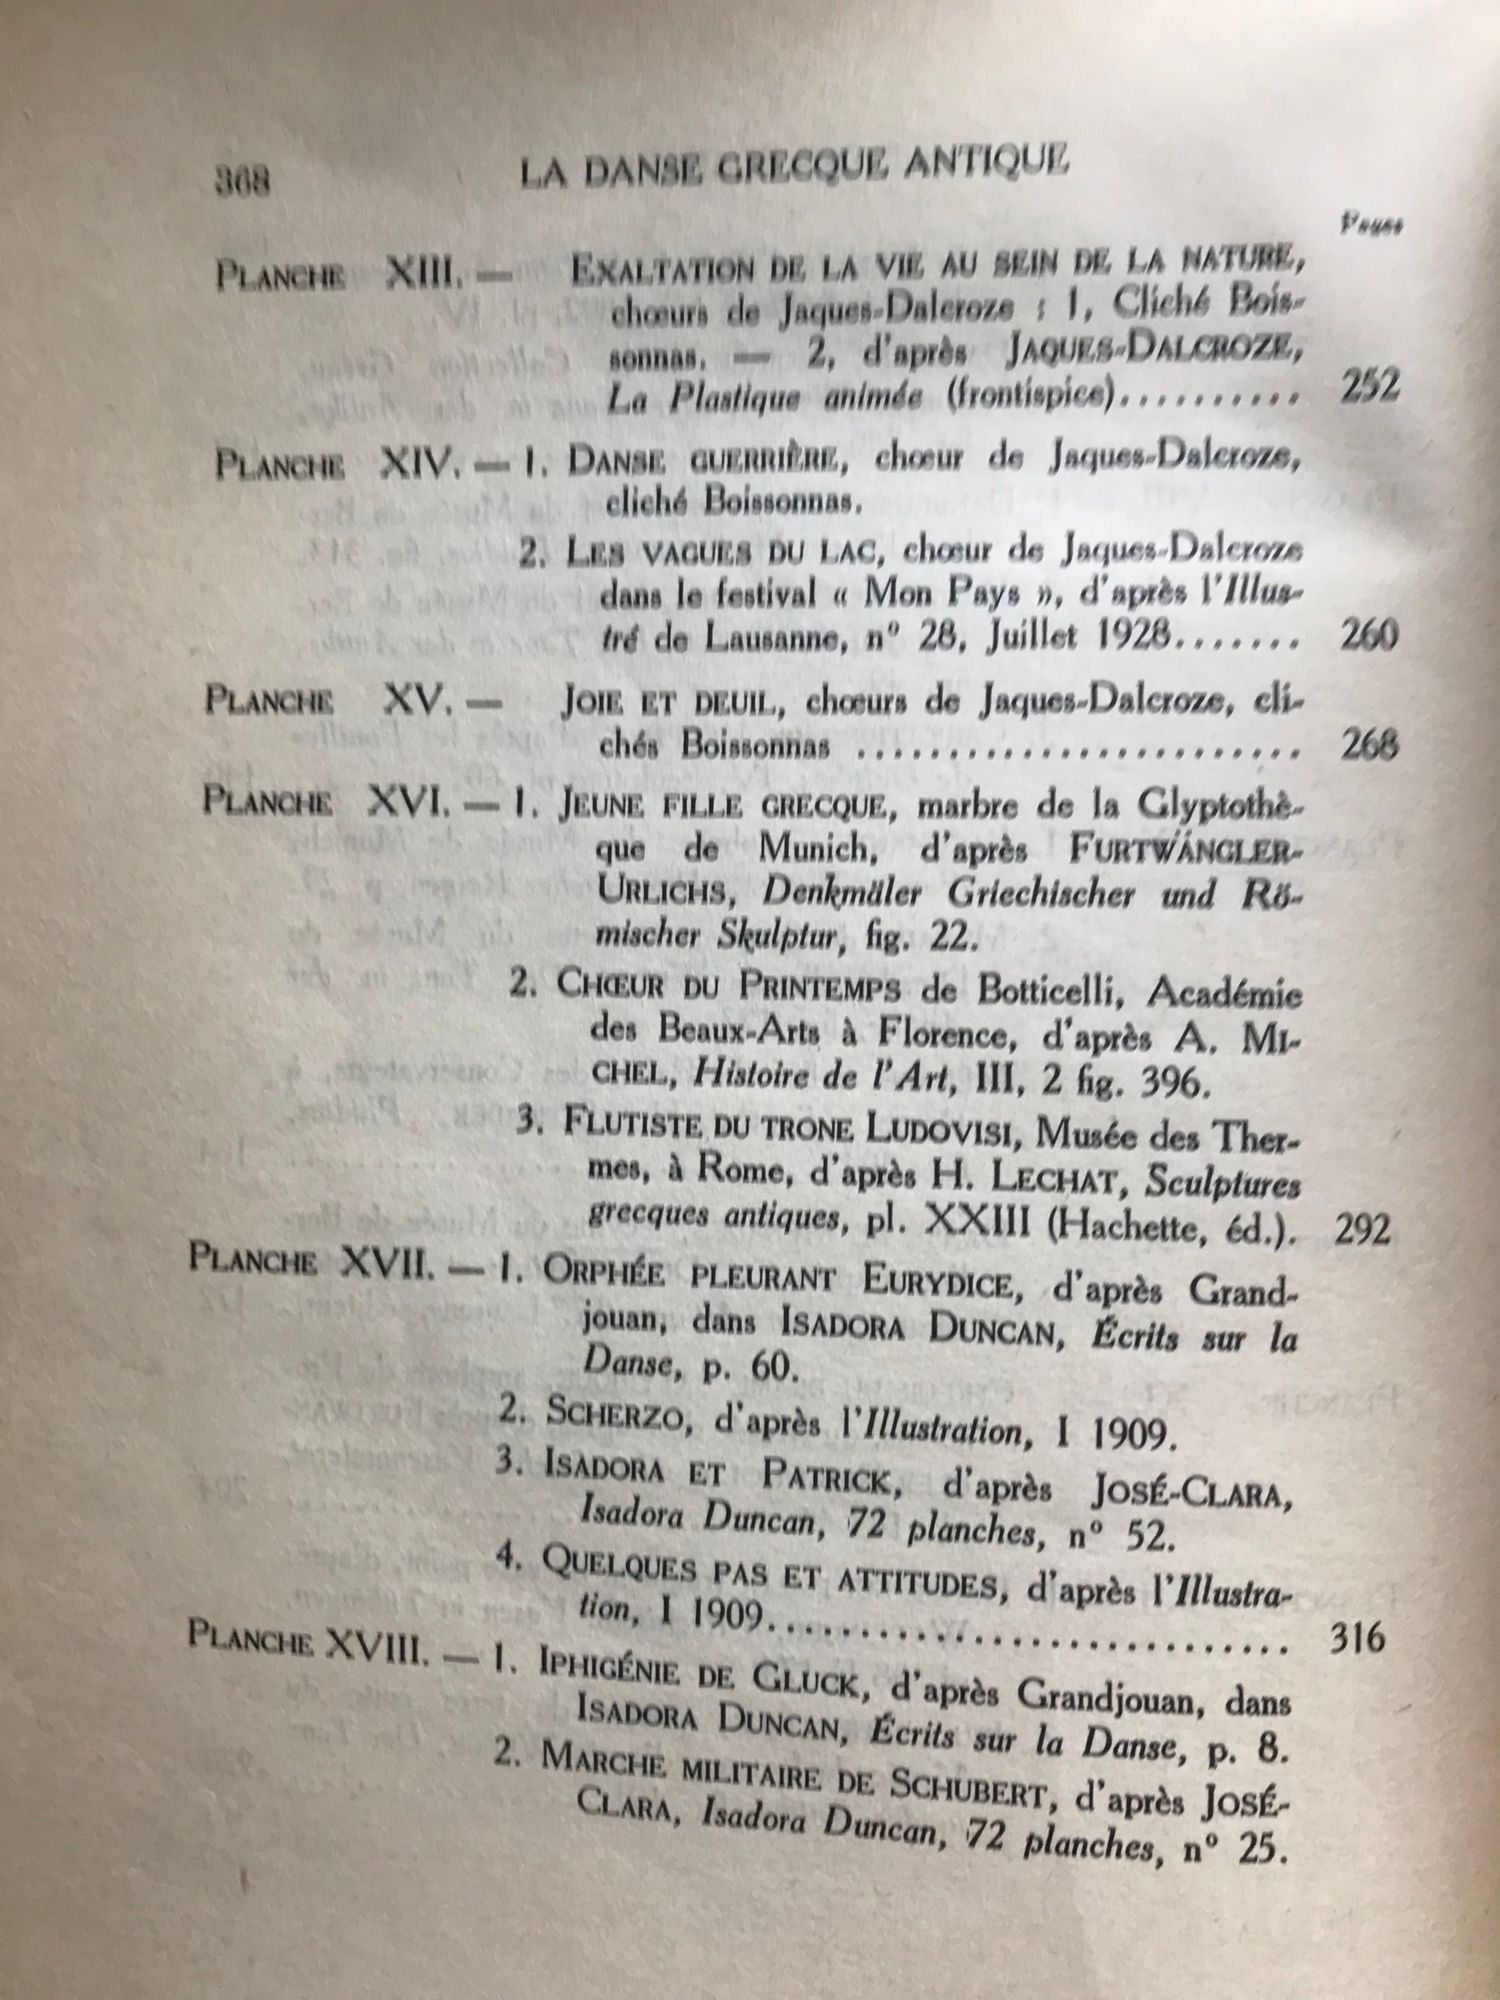 368 LA DANSE GRECQUE ANTIQUE
Pages
PLANCHE XIII. — EXALTATION DE LA VIE AU SEIN DE LA NATURE,
chœurs de Jaques-Dalcroze : 1, Cliché Bois-
sonnas. — 2, d'après JAQUES-DALCROZE,
La Plastique animée (frontispice).......... 252
PLANCHE XIV. — 1. DANSE GUERRIÈRE, chœur de Jaques-Dalcroze,
cliché Boissonnas.
2. LES VAGUES DU LAC, chœur de Jaques-Dalcroze
dans le festival « Mon Pays », d'après l'Illus-
tré de Lausanne, nº 28, Juillet 1928....... 260
PLANCHE XV. — JOIE ET DEUIL, chœurs de Jaques-Dalcroze, cli-
chés Boissonnas ........................ 268
PLANCHE XVI. — 1. JEUNE FILLE GRECQUE, marbre de la Glyptothè-
que de Munich, d'après FURTWÁNGLER-
URLICHS, Denkmäler Griechischer und Rö-
mischer Skulptur, fig. 22.
2. CHŒUR DU PRINTEMPS de Botticelli, Académie
des Beaux-Arts à Florence, d'après A. MI-
CHEL, Histoire de l'Art, III, 2 fig. 396.
3. FLUTISTE DU TRONE LUDOVISI, Musée des Ther-
mes, à Rome, d'après H. LECHAT, Sculptures
grecques antiques, pl. XXIII (Hachette, éd.). 292
PLANCHE XVII. — 1. ORPHÉE PLEURANT EURYDICE, d'après Grand-
jouan, dans ISADORA DUNCAN, Écrits sur la
Danse, p. 60.
2. SCHERZO, d'après l'Illustration, I 1909.
3. ISADORA ET PATRICK, d'après JOSÉ-CLARA,
Isadora Duncan, 72 planches, nº 52.
4. QUELQUES PAS ET ATTITUDES, d'après l'Illustra-
tion, I 1909............................ 316
PLANCHE XVIII. — 1. IPHIGÉNIE DE GLUCK, d'après Grandjouan, dans
ISADORA DUNCAN, Écrits sur la Danse, p. 8.
2. MARCHE MILITAIRE DE SCHUBERT, d'après JOSÉ-
CLARA, Isadora Duncan, 72 planches, nº 25.